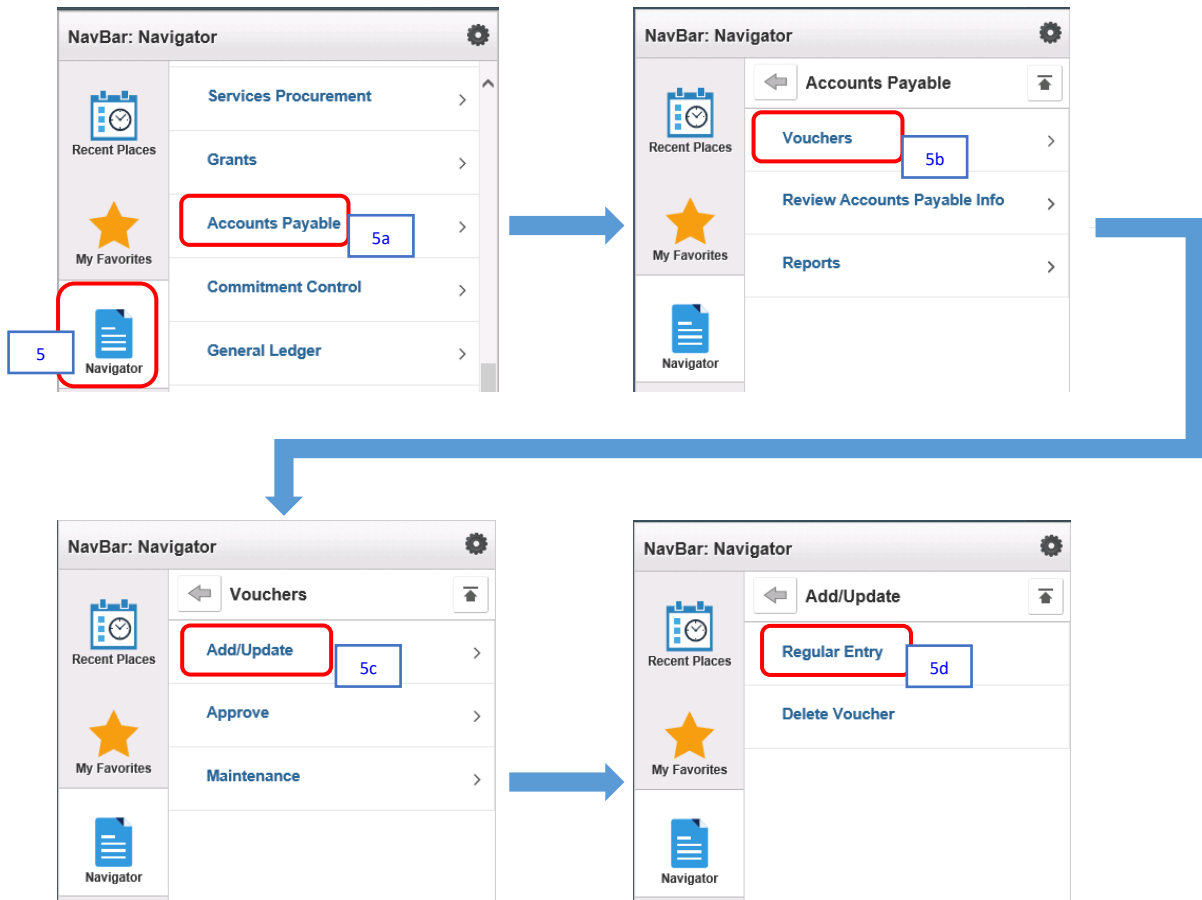 NavBar: Navigator
Recent Places
My Favorites
Navigator
5
Services Procurement
Grants
Accounts Payable
5a
Commitment Control
General Ledger
NavBar: Navigator
Recent Places
My Favorites
Navigator
Accounts Payable
Vouchers
5b
Review Accounts Payable Info
Reports
NavBar: Navigator
Recent Places
My Favorites
Navigator
Vouchers
Add/Update
5c
Approve
Maintenance
NavBar: Navigator
Recent Places
My Favorites
Navigator
Add/Update
Regular Entry
5d
Delete Voucher